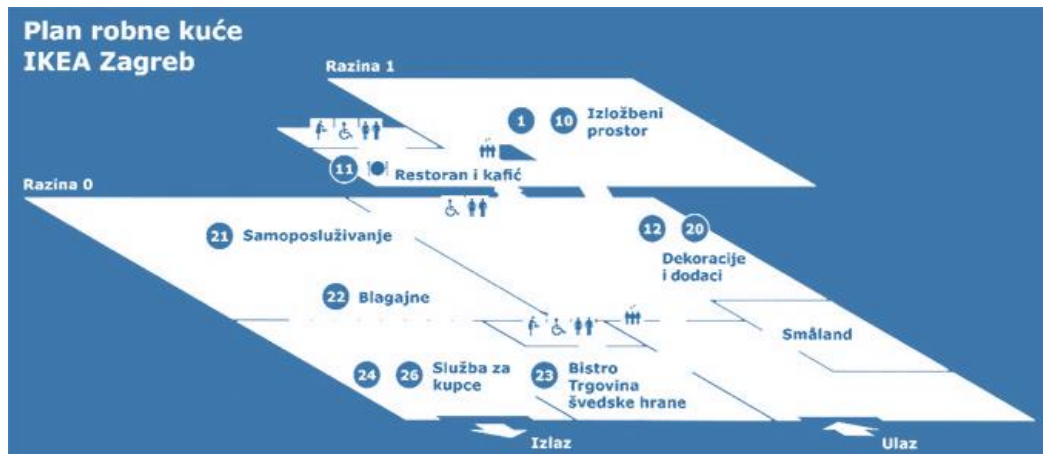 Plan robne kuće
IKEA Zagreb
Razina 1
1 10 Izložbeni
prostor
11 Restoran i kafić
Razina 0
21 Samoposluživanje
12 20
Dekoracije
i dodaci
22 Blagajne
Småland
24 26 Služba za
kupce
23 Bistro
Trgovina
švedske hrane
Izlaz
Ulaz